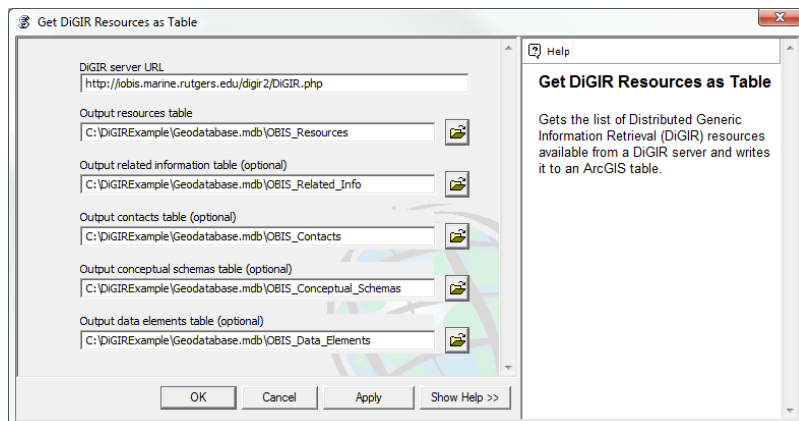 Get DiGIR Resources as Table
DiGIR server URL
http://iobis.marine.rutgers.edu/digir2/DiGIR.php
Output resources table
C:\DiGIRExample\Geodatabase.mdb\OBIS_Resources
Output related information table (optional)
C:\DiGIRExample\Geodatabase.mdb\OBIS_Related_Info
Output contacts table (optional)
C:\DiGIRExample\Geodatabase.mdb\OBIS_Contacts
Output conceptual schemas table (optional)
C:\DiGIRExample\Geodatabase.mdb\OBIS_Conceptual_Schemas
Output data elements table (optional)
C:\DiGIRExample\Geodatabase.mdb\OBIS_Data_Elements
OK
Cancel
Apply
Show Help >>
Help
Get DiGIR Resources as Table
Gets the list of Distributed Generic
Information Retrieval (DiGIR) resources
available from a DiGIR server and writes
it to an ArcGIS table.